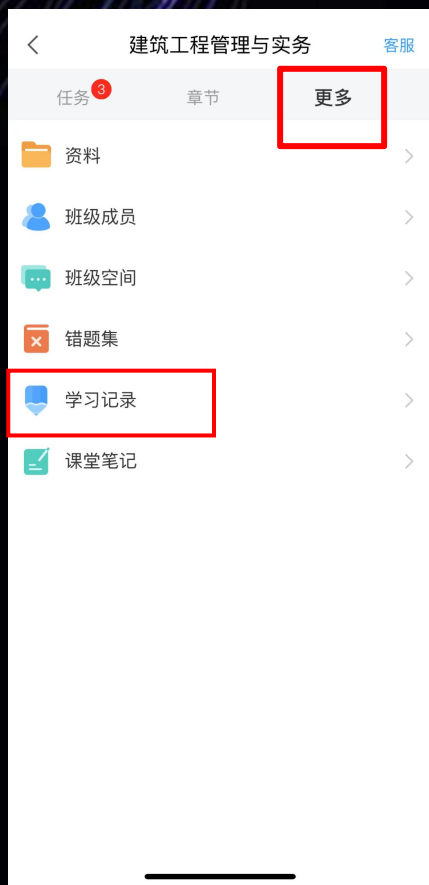 建筑工程管理与实务 客服
任务 3 章节 更多
资料
班级成员
班级空间
错题集
学习记录
课堂笔记